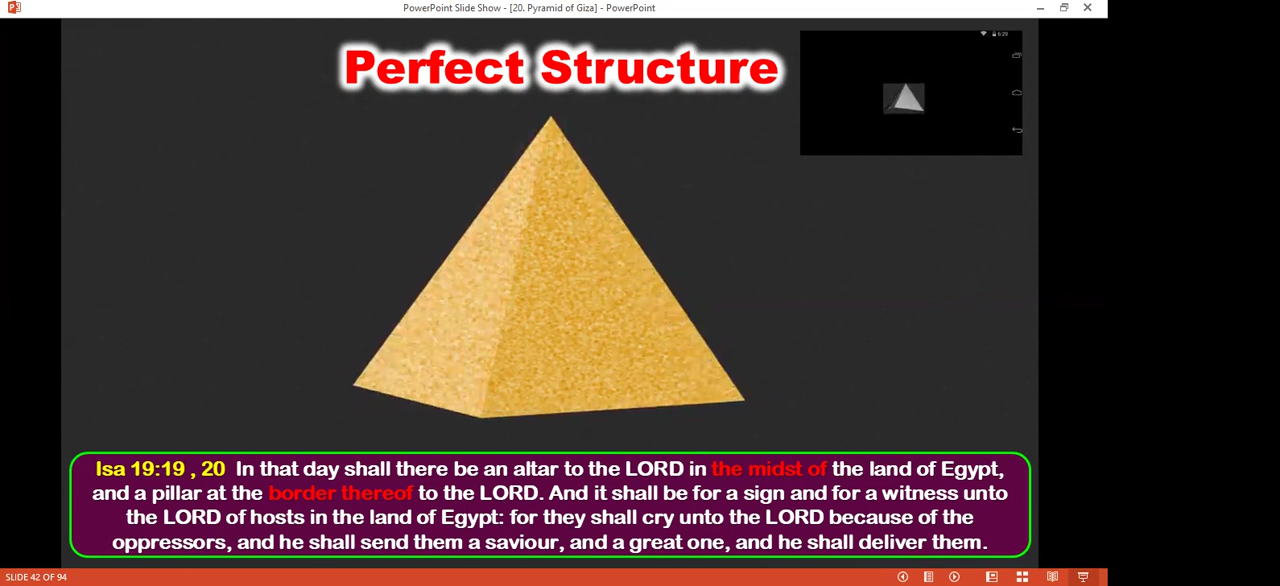 PowerPoint Slide Show - [20. Pyramid of Giza] - PowerPoint
6:29
Perfect Structure
Isa 19:19 , 20 In that day shall there be an altar to the LORD in the midst of the land of Egypt,
and a pillar at the border thereof to the LORD. And it shall be for a sign and for a witness unto
the LORD of hosts in the land of Egypt: for they shall cry unto the LORD because of the
oppressors, and he shall send them a saviour, and a great one, and he shall deliver them.
SLIDE 42 OF 94